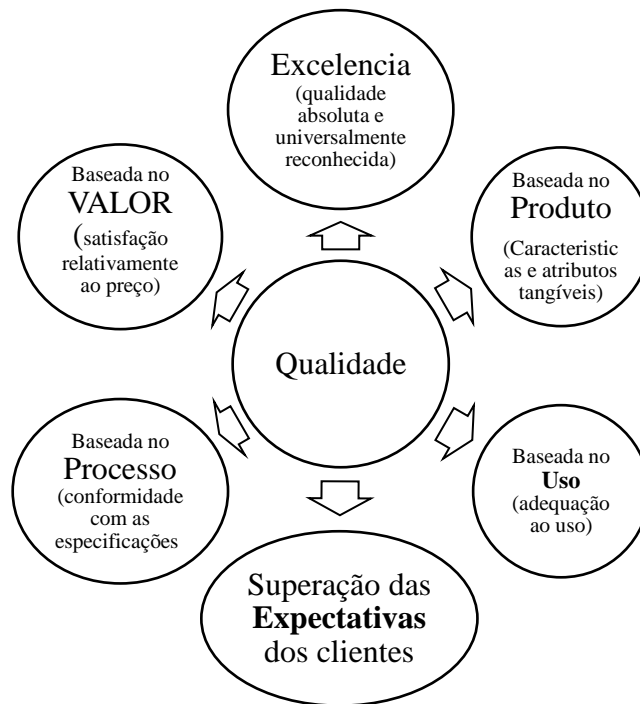 Excelencia
(qualidade
absoluta e
universalmente
reconhecida)
Baseada no
VALOR
(satisfação
relativamente
ao preço)
Baseada no
Produto
(Caracteristic
as e atributos
tangíveis)
Qualidade
Baseada no
Processo
(conformidade
com as
especificações
Baseada no
Uso
(adequação
ao uso)
Superação das
Expectativas
dos clientes